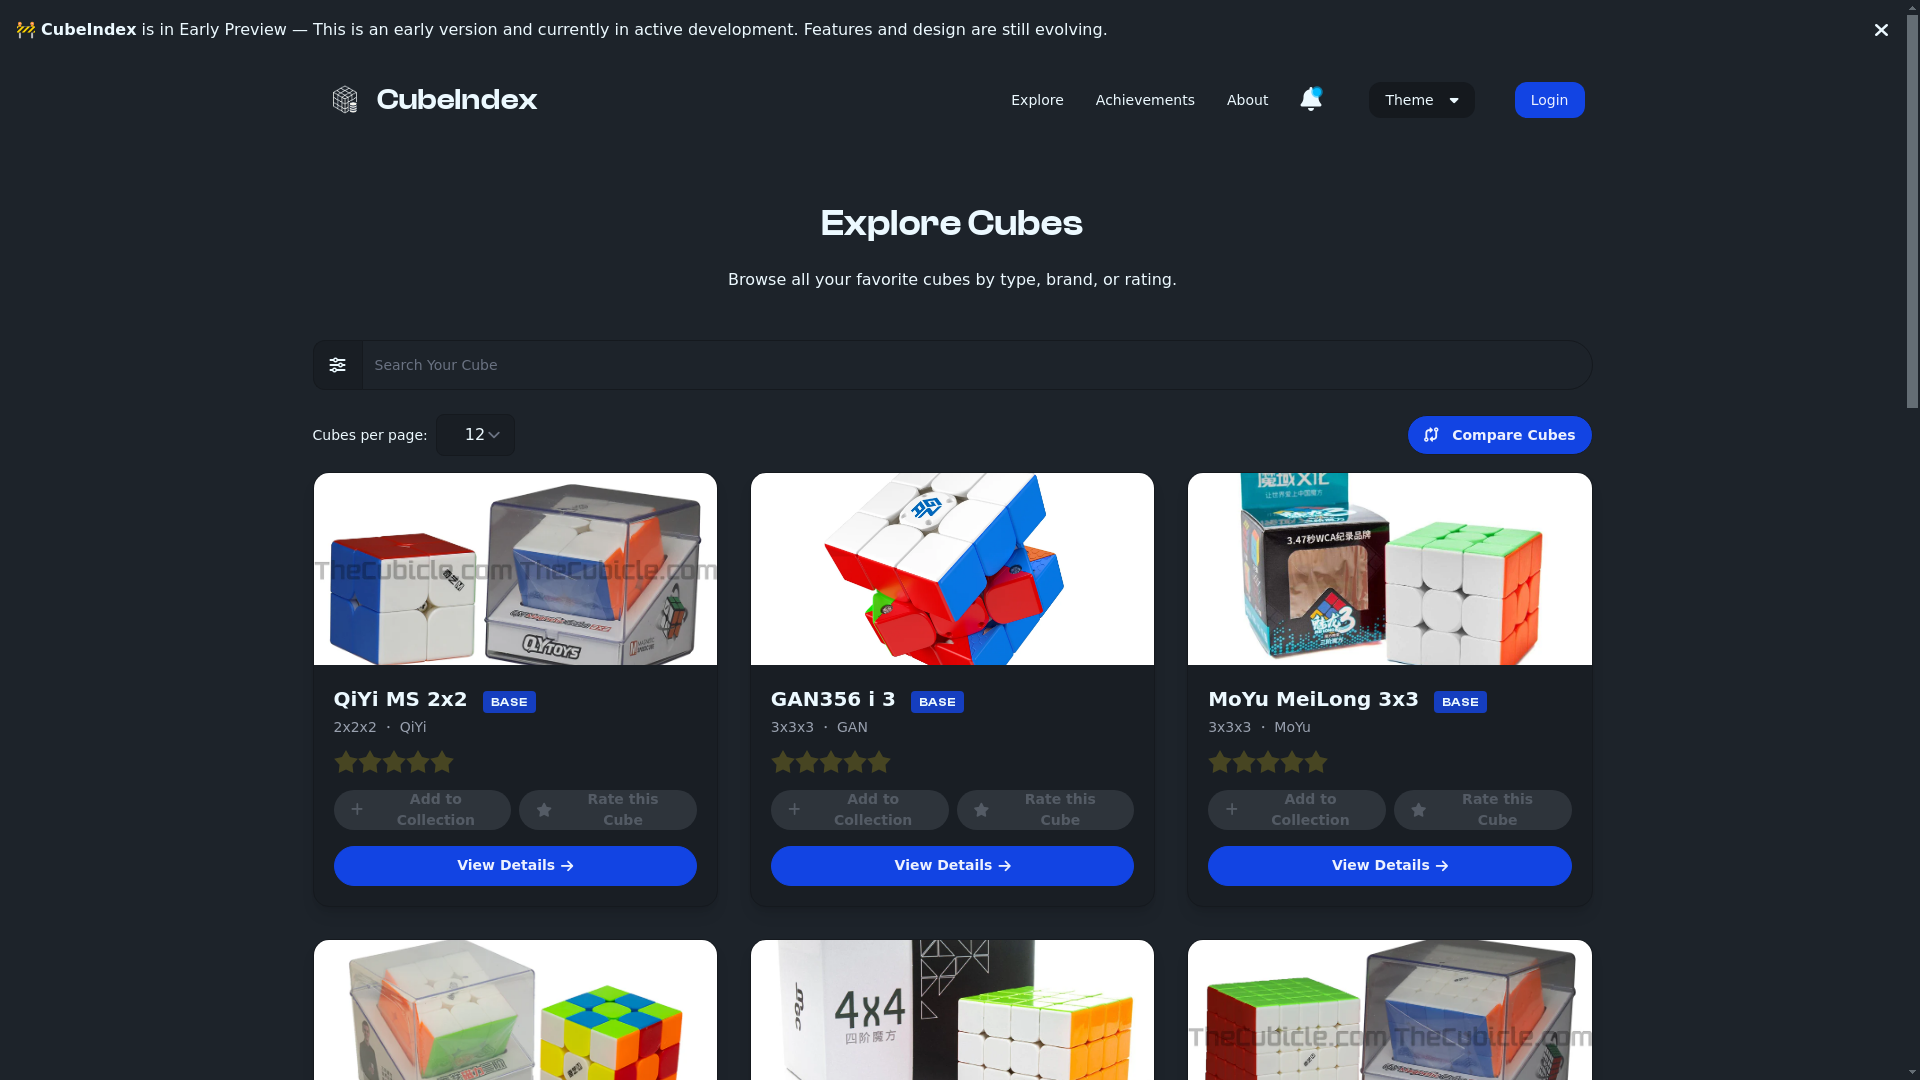 🚧 CubeIndex is in Early Preview — This is an early version and currently in active development. Features and design are still evolving.
CubeIndex
Explore
Achievements
About
Theme
Login
Explore Cubes
Browse all your favorite cubes by type, brand, or rating.
Search Your Cube
Cubes per page:
12
Compare Cubes
TheCubicle.com TheCubicle.com
QYTOYS
3.47秒WCA纪录品牌
QiYi MS 2x2 BASE
2x2x2 · QiYi
Add to
Collection
Rate this
Cube
View Details →
GAN356 i 3 BASE
3x3x3 · GAN
Add to
Collection
Rate this
Cube
View Details →
MoYu MeiLong 3x3 BASE
3x3x3 · MoYu
Add to
Collection
Rate this
Cube
View Details →
4x4
四阶魔方
TheCubicle.com TheCubicle.com